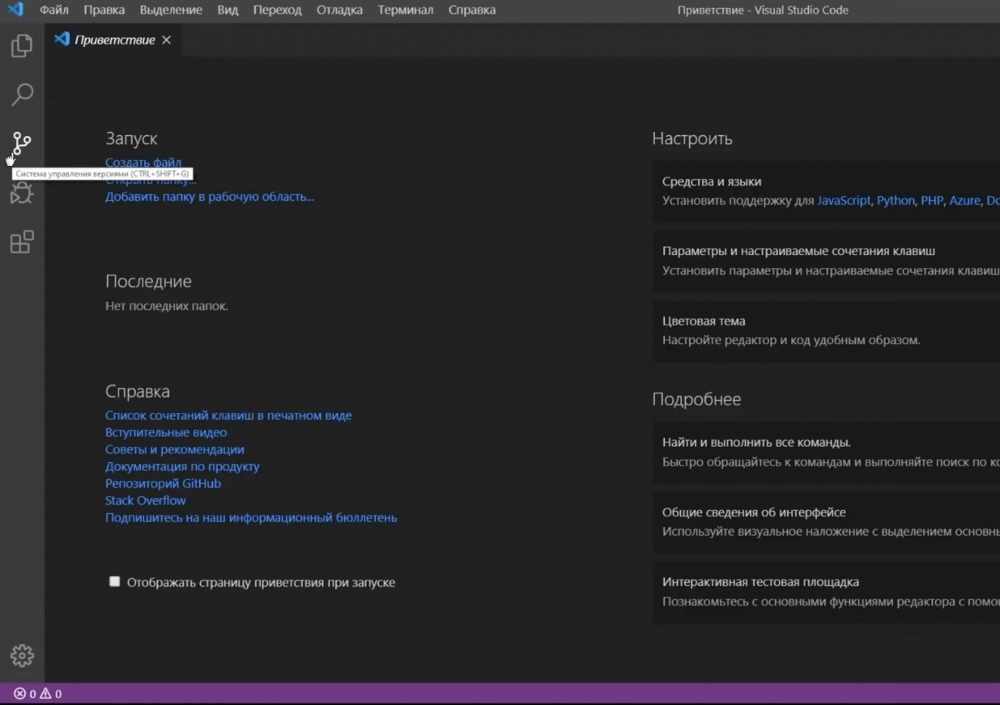 Файл Правка Выделение Вид Переход Отладка Терминал Справка
Приветствие - Visual Studio Code
Приветствие
Запуск
Создать файл
Система управления версиями (CTRL+SHIFT+G)
Открыть папку...
Добавить папку в рабочую область...
Последние
Нет последних папок.
Справка
Список сочетаний клавиш в печатном виде
Вступительные видео
Советы и рекомендации
Документация по продукту
Репозиторий GitHub
Stack Overflow
Подпишитесь на наш информационный бюллетень
Отображать страницу приветствия при запуске
Настроить
Средства и языки
Установить поддержку для JavaScript, Python, PHP, Azure, Do
Параметры и настраиваемые сочетания клавиш
Установить параметры и настраиваемые сочетания клавиш
Цветовая тема
Настройте редактор и код удобным образом.
Подробнее
Найти и выполнить все команды.
Быстро обращайтесь к командам и выполняйте поиск по ко
Общие сведения об интерфейсе
Используйте визуальное наложение с выделением основны
Интерактивная тестовая площадка
Познакомьтесь с основными функциями редактора с помо
0 0